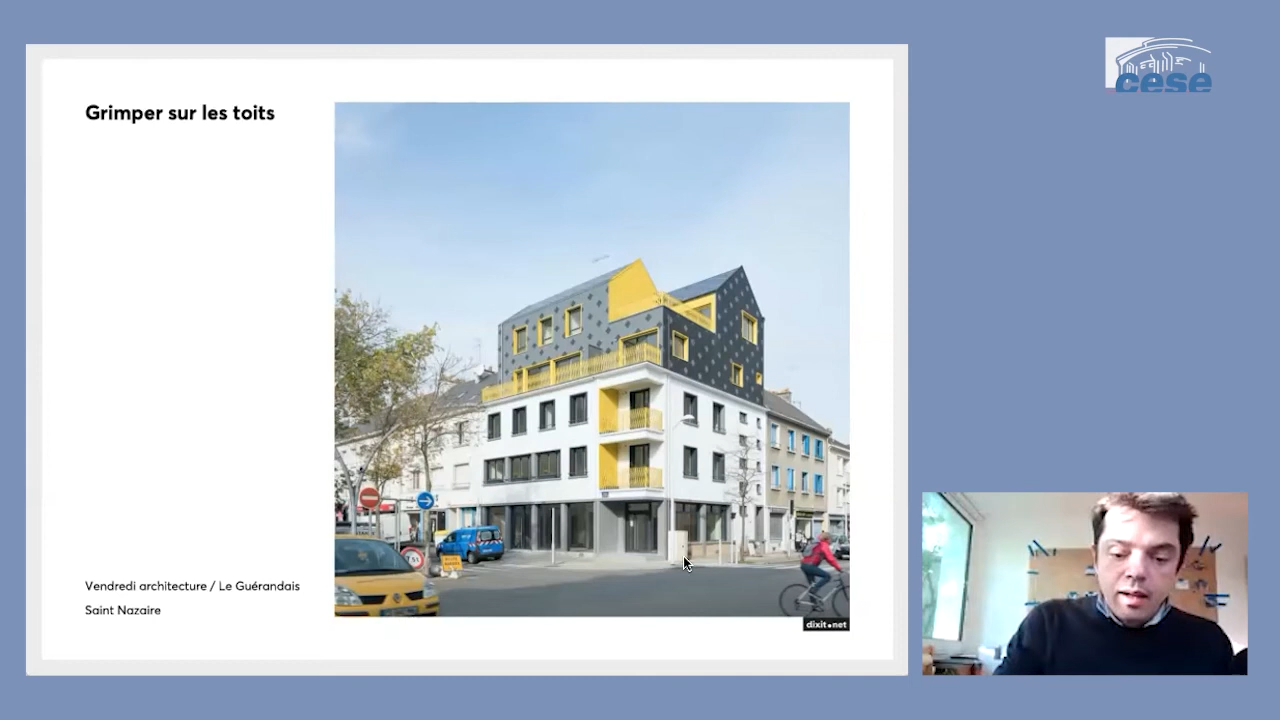 cese
Grimper sur les toits
Vendredi architecture / Le Guérandais
Saint Nazaire
dixit.net